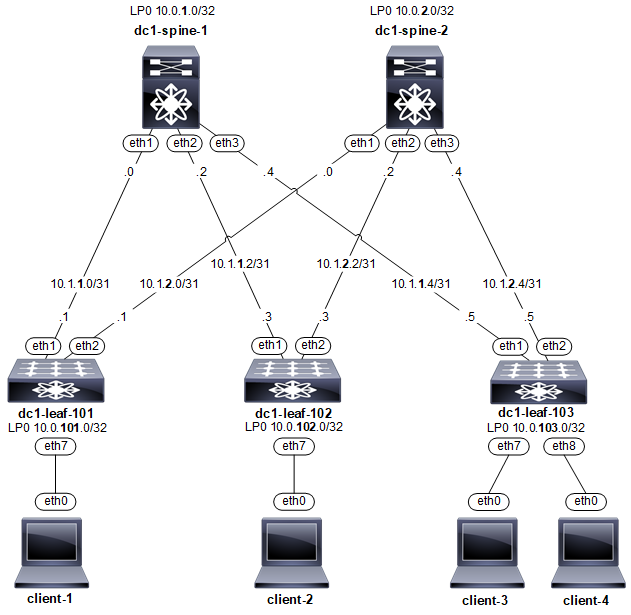 LP0 10.0.1.0/32 LP0 10.0.2.0/32
dc1-spine-1 dc1-spine-2
eth1 eth2 eth3 eth1 eth2 eth3
.0 .2 .4 .0 .2 .4
10.1.1.2/31 10.1.2.2/31
10.1.1.0/31 10.1.2.0/31 10.1.1.4/31 10.1.2.4/31
.1 .1 .3 .3 .5 .5
eth1 eth2 eth1 eth2 eth1 eth2
dc1-leaf-101 dc1-leaf-102 dc1-leaf-103
LP0 10.0.101.0/32 LP0 10.0.102.0/32 LP0 10.0.103.0/32
eth7 eth7 eth7 eth8
eth0 eth0 eth0 eth0
client-1 client-2 client-3 client-4